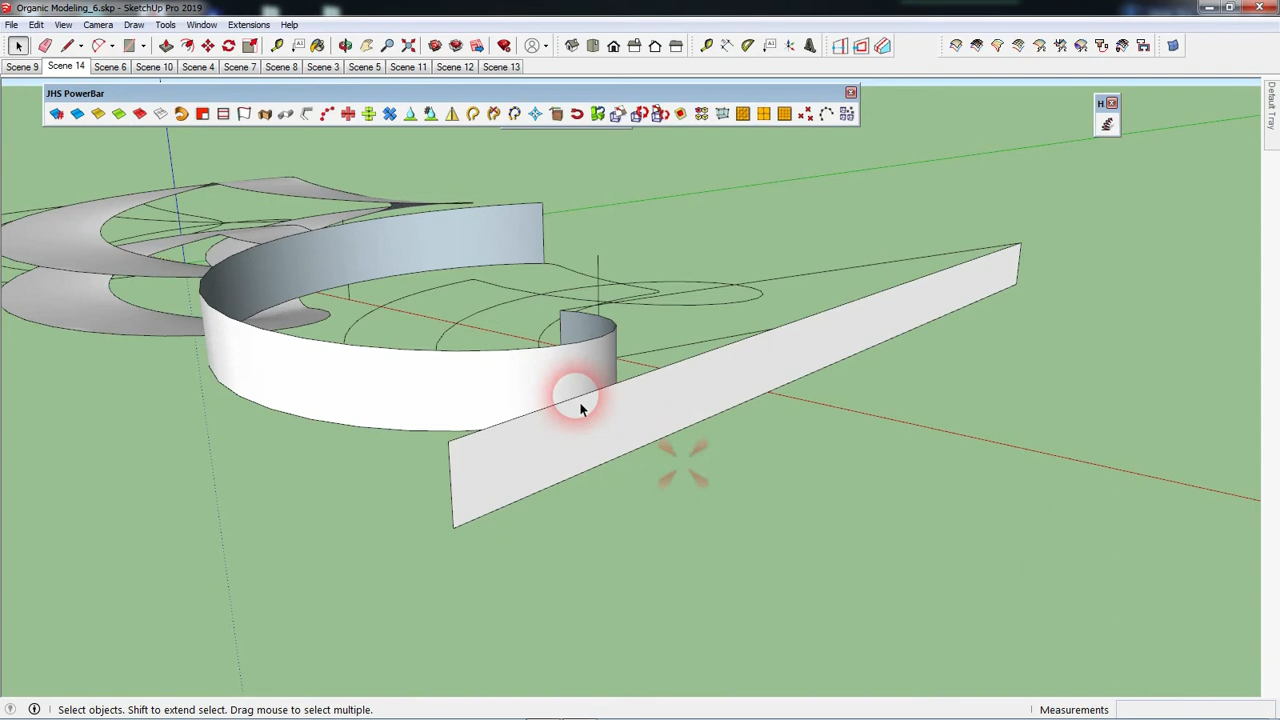 Organic Modeling_6.skp - SketchUp Pro 2019
File Edit View Camera Draw Tools Window Extensions Help
Scene 9 Scene 14 Scene 6 Scene 10 Scene 4 Scene 7 Scene 8 Scene 3 Scene 5 Scene 11 Scene 12 Scene 13
JHS PowerBar
H
Default Tray
Select objects. Shift to extend select. Drag mouse to select multiple.
Measurements